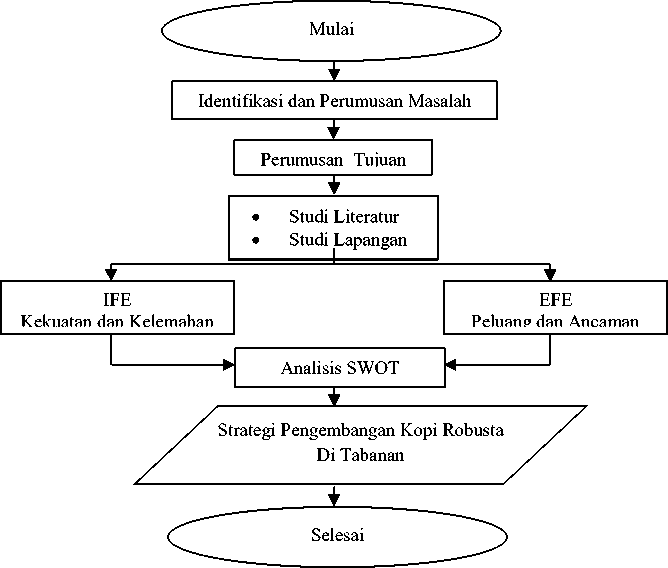 Mulai
Identifikasi dan Perumusan Masalah
Perumusan Tujuan
• Studi Literatur
• Studi Lapangan
IFE
Kekuatan dan Kelemahan
EFE
Peluang dan Ancaman
Analisis SWOT
Strategi Pengembangan Kopi Robusta
Di Tabanan
Selesai